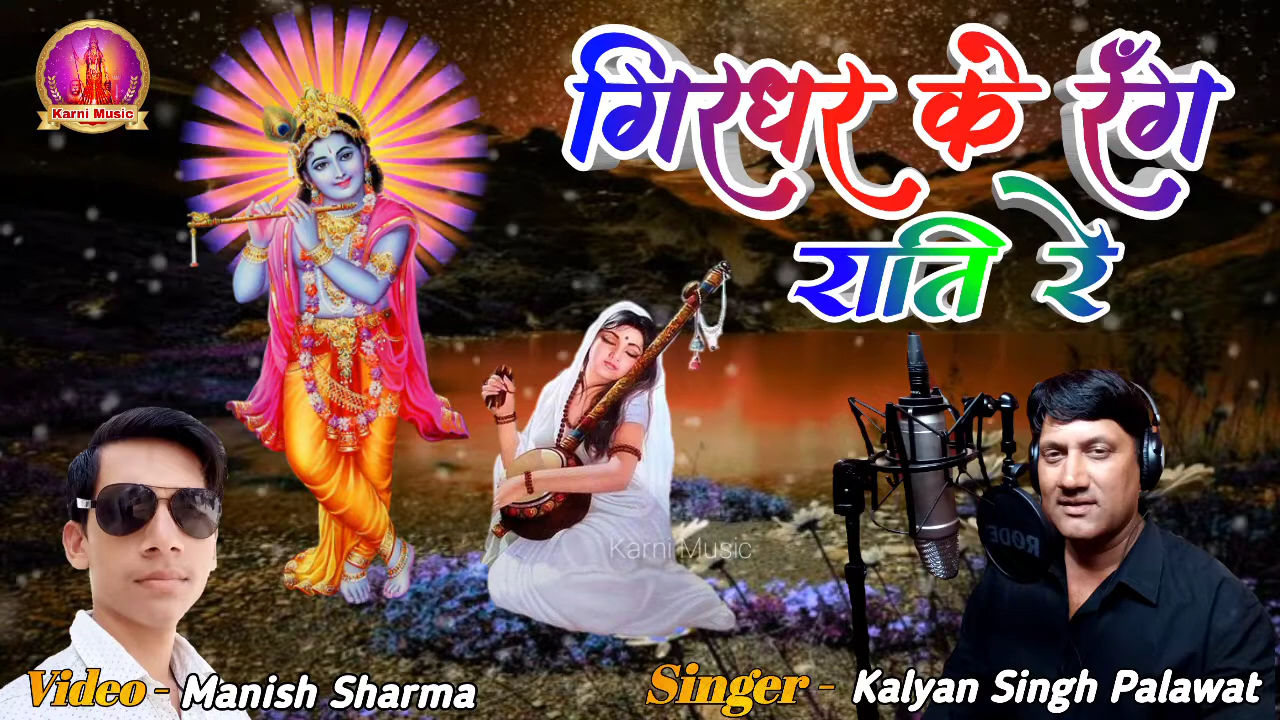 Karni Music
गिरधर के रँग
राति रे
Karni Music
RODE
Video - Manish Sharma
Singer - Kalyan Singh Palawat